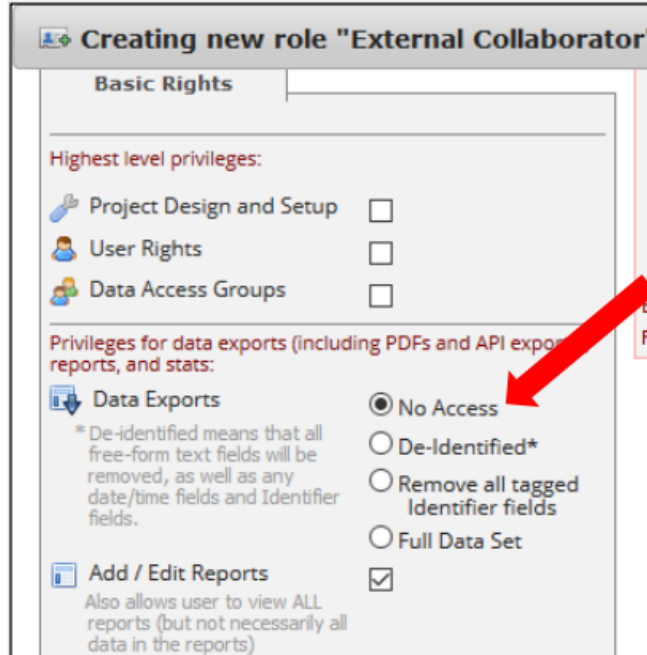 Creating new role "External Collaborator"
Basic Rights
Highest level privileges:
Project Design and Setup
User Rights
Data Access Groups
Privileges for data exports (including PDFs and API
reports, and stats:
Data Exports
* De-identified means that all
free-form text fields will be
removed, as well as any
date/time fields and Identifier
fields.
No Access
De-Identified*
Remove all tagged
Identifier fields
Full Data Set
Add / Edit Reports
Also allows user to view ALL
reports (but not necessarily all
data in the reports)